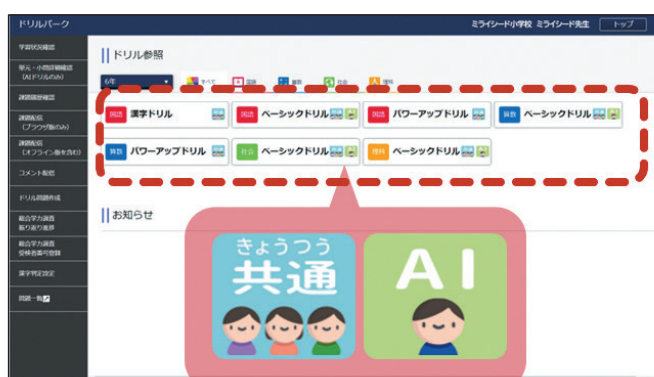 ドリルパーク
ミライシード小学校 ミライシード先生
トップ
学習状況確認
単元・小問詳細確認
(AIドリルのみ)
課題履歴確認
課題配信
(ブラウザ版のみ)
課題配信
(オフライン版を含む)
コメント配信
ドリル問題作成
総合学力調査
振り返り進捗
総合学力調査
受検者番号登録
漢字判定設定
問題一覧
ドリル参照
6年
すべて 国語 算数 社会 理科
国語 漢字ドリル
国語 ベーシックドリル
国語 パワーアップドリル
算数 ベーシックドリル
算数 パワーアップドリル
社会 ベーシックドリル
理科 ベーシックドリル
お知らせ
きょうつう
共通
AI